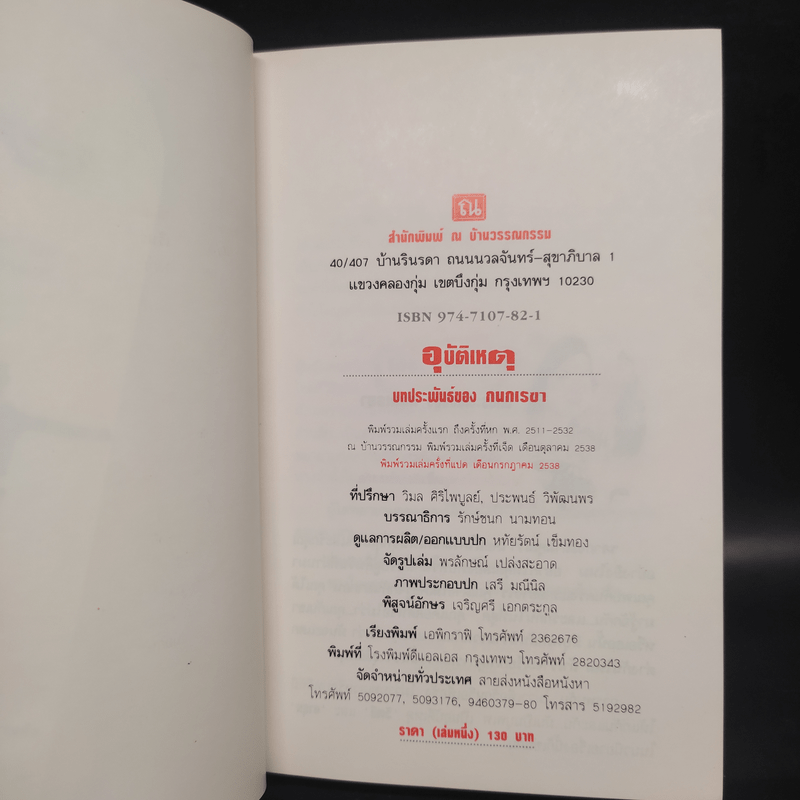 ณ
สำนักพิมพ์ ณ บ้านวรรณกรรม
40/407 บ้านรินรดา ถนนนวลจันทร์-สุขาภิบาล 1
แขวงคลองกุ่ม เขตบึงกุ่ม กรุงเทพฯ 10230
ISBN 974-7107-82-1
อุบัติเหตุ
บทประพันธ์ของ กนกเรขา
พิมพ์รวมเล่มครั้งแรก ถึงครั้งที่หก พ.ศ. 2511-2532
ณ บ้านวรรณกรรม พิมพ์รวมเล่มครั้งที่เจ็ด เดือนตุลาคม 2538
พิมพ์รวมเล่มครั้งที่แปด เดือนกรกฎาคม 2538
ที่ปรึกษา วิมล ศิริไพบูลย์, ประพนธ์ วิพัฒนพร
บรรณาธิการ รักษ์ชนก นามทอน
ดูแลการผลิต/ออกแบบปก หทัยรัตน์ เข็มทอง
จัดรูปเล่ม พรลักษณ์ เปล่งสะอาด
ภาพประกอบปก เสรี มณีนิล
พิสูจน์อักษร เจริญศรี เอกตระกูล
เรียงพิมพ์ เอพิกราฟิ โทรศัพท์ 2362676
พิมพ์ที่ โรงพิมพ์ดีแอลเอส กรุงเทพฯ โทรศัพท์ 2820343
จัดจำหน่ายทั่วประเทศ สายส่งหนังสือหนังหา
โทรศัพท์ 5092077, 5093176, 9460379-80 โทรสาร 5192982
ราคา (เล่มหนึ่ง) 130 บาท